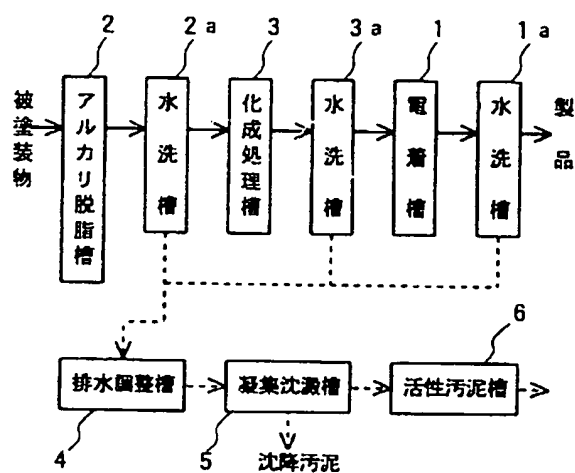 2
2a
3
3a
1
1a
被塗装物
アルカリ脱脂槽
水洗槽
化成処理槽
水洗槽
電着槽
水洗槽
製品
6
排水調整槽
凝集沈澱槽
活性汚泥槽
4
5
沈降汚泥